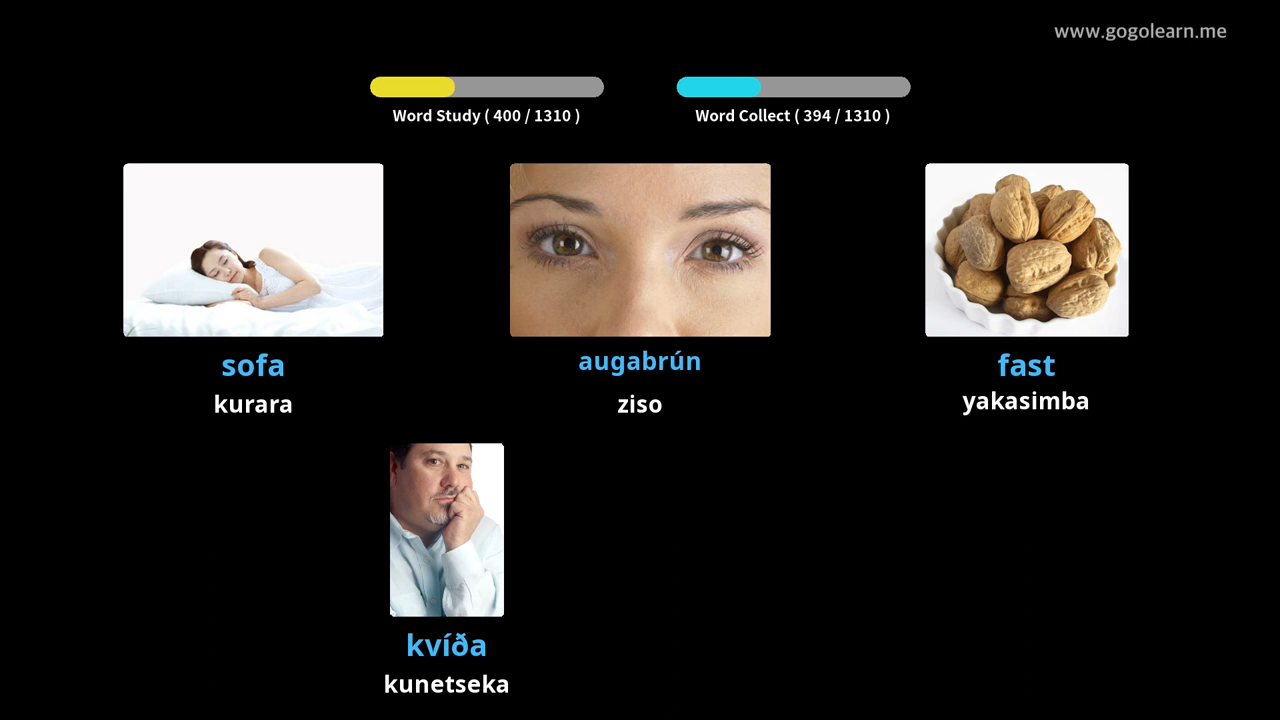 www.gogolearn.me
Word Study ( 400 / 1310 )
Word Collect ( 394 / 1310 )
sofa
kurara
augabrún
ziso
fast
yakasimba
kvíða
kunetseka